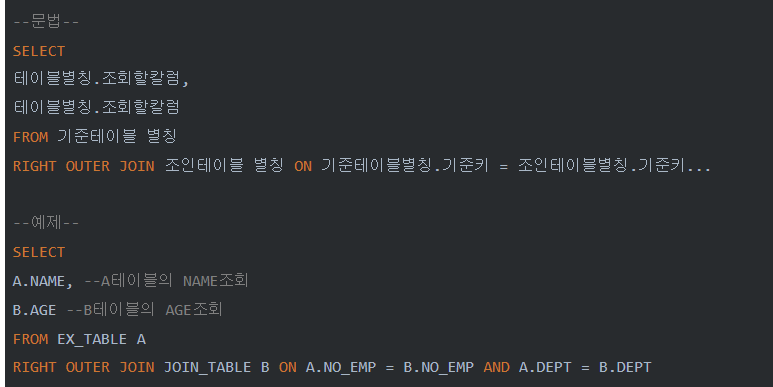 --문법--
SELECT
테이블별칭.조회할칼럼,
테이블별칭.조회할칼럼
FROM 기준테이블 별칭
RIGHT OUTER JOIN 조인테이블 별칭 ON 기준테이블별칭.기준키 = 조인테이블별칭.기준키...
--예제--
SELECT
A.NAME, --A테이블의 NAME조회
B.AGE --B테이블의 AGE조회
FROM EX_TABLE A
RIGHT OUTER JOIN JOIN_TABLE B ON A.NO_EMP = B.NO_EMP AND A.DEPT = B.DEPT